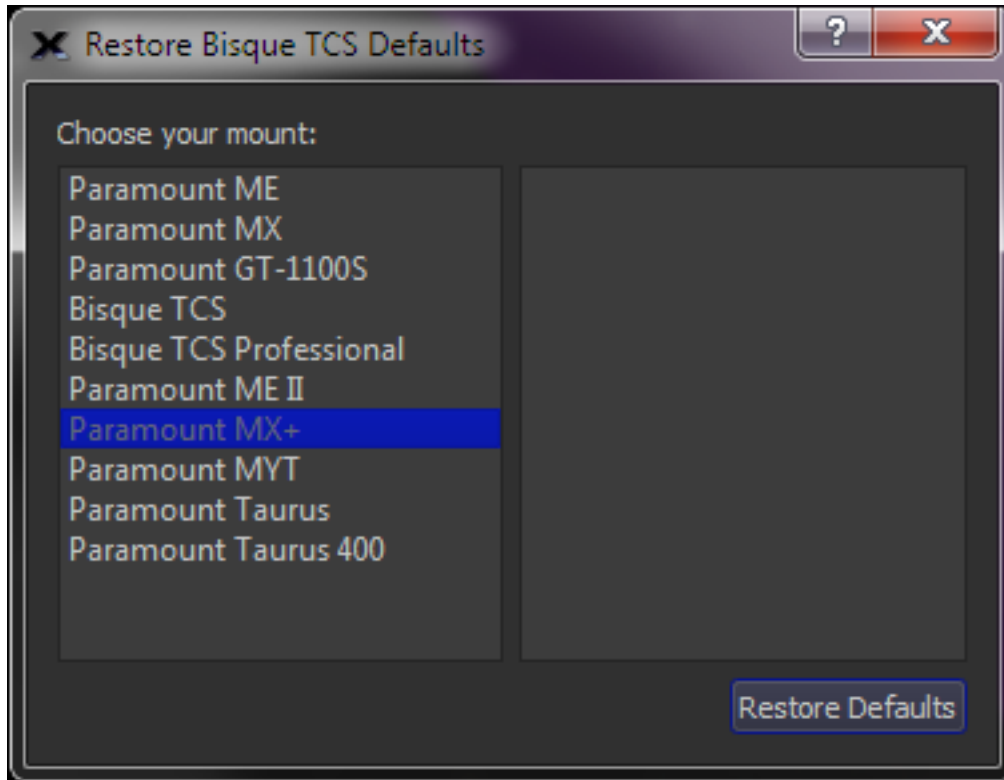 Restore Bisque TCS Defaults
?
X
Choose your mount:
Paramount ME
Paramount MX
Paramount GT-1100S
Bisque TCS
Bisque TCS Professional
Paramount ME II
Paramount MX+
Paramount MYT
Paramount Taurus
Paramount Taurus 400
Restore Defaults